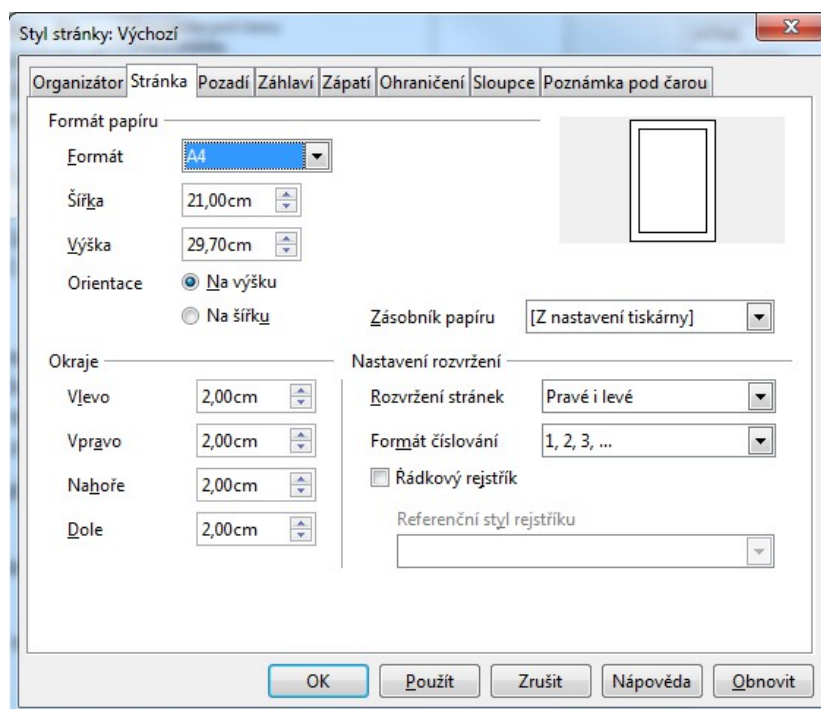 Styl stránky: Výchozí
Organizátor Stránka Pozadí Záhlaví Zápatí Ohraničení Sloupce Poznámka pod čarou
Formát papíru
Formát A4
Šířka 21,00cm
Výška 29,70cm
Orientace Na výšku
Na šířku
Zásobník papíru [Z nastavení tiskárny]
Okraje
Vlevo 2,00cm
Vpravo 2,00cm
Nahoře 2,00cm
Dole 2,00cm
Nastavení rozvržení
Rozvržení stránek Pravé i levé
Formát číslování 1, 2, 3, ...
Řádkový rejstřík
Referenční styl rejstříku
OK Použít Zrušit Nápověda Obnovit